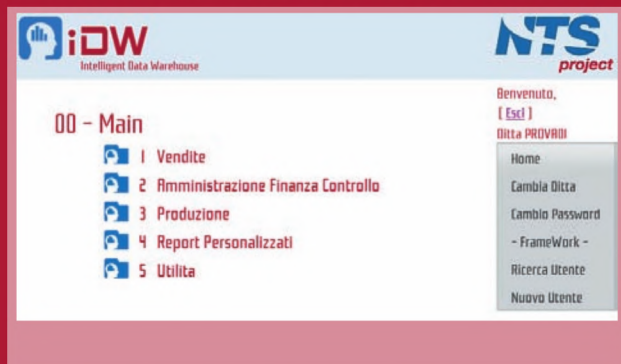 iDW
Intelligent Data Warehouse
NTS
project
Benvenuto,
[ Esci ]
Ditta PROVADI
00 - Main
1 Vendite
2 Amministrazione Finanza Controllo
3 Produzione
4 Report Personalizzati
5 Utilita
Home
Cambia Ditta
Cambio Password
- FrameWork -
Ricerca Utente
Nuovo Utente